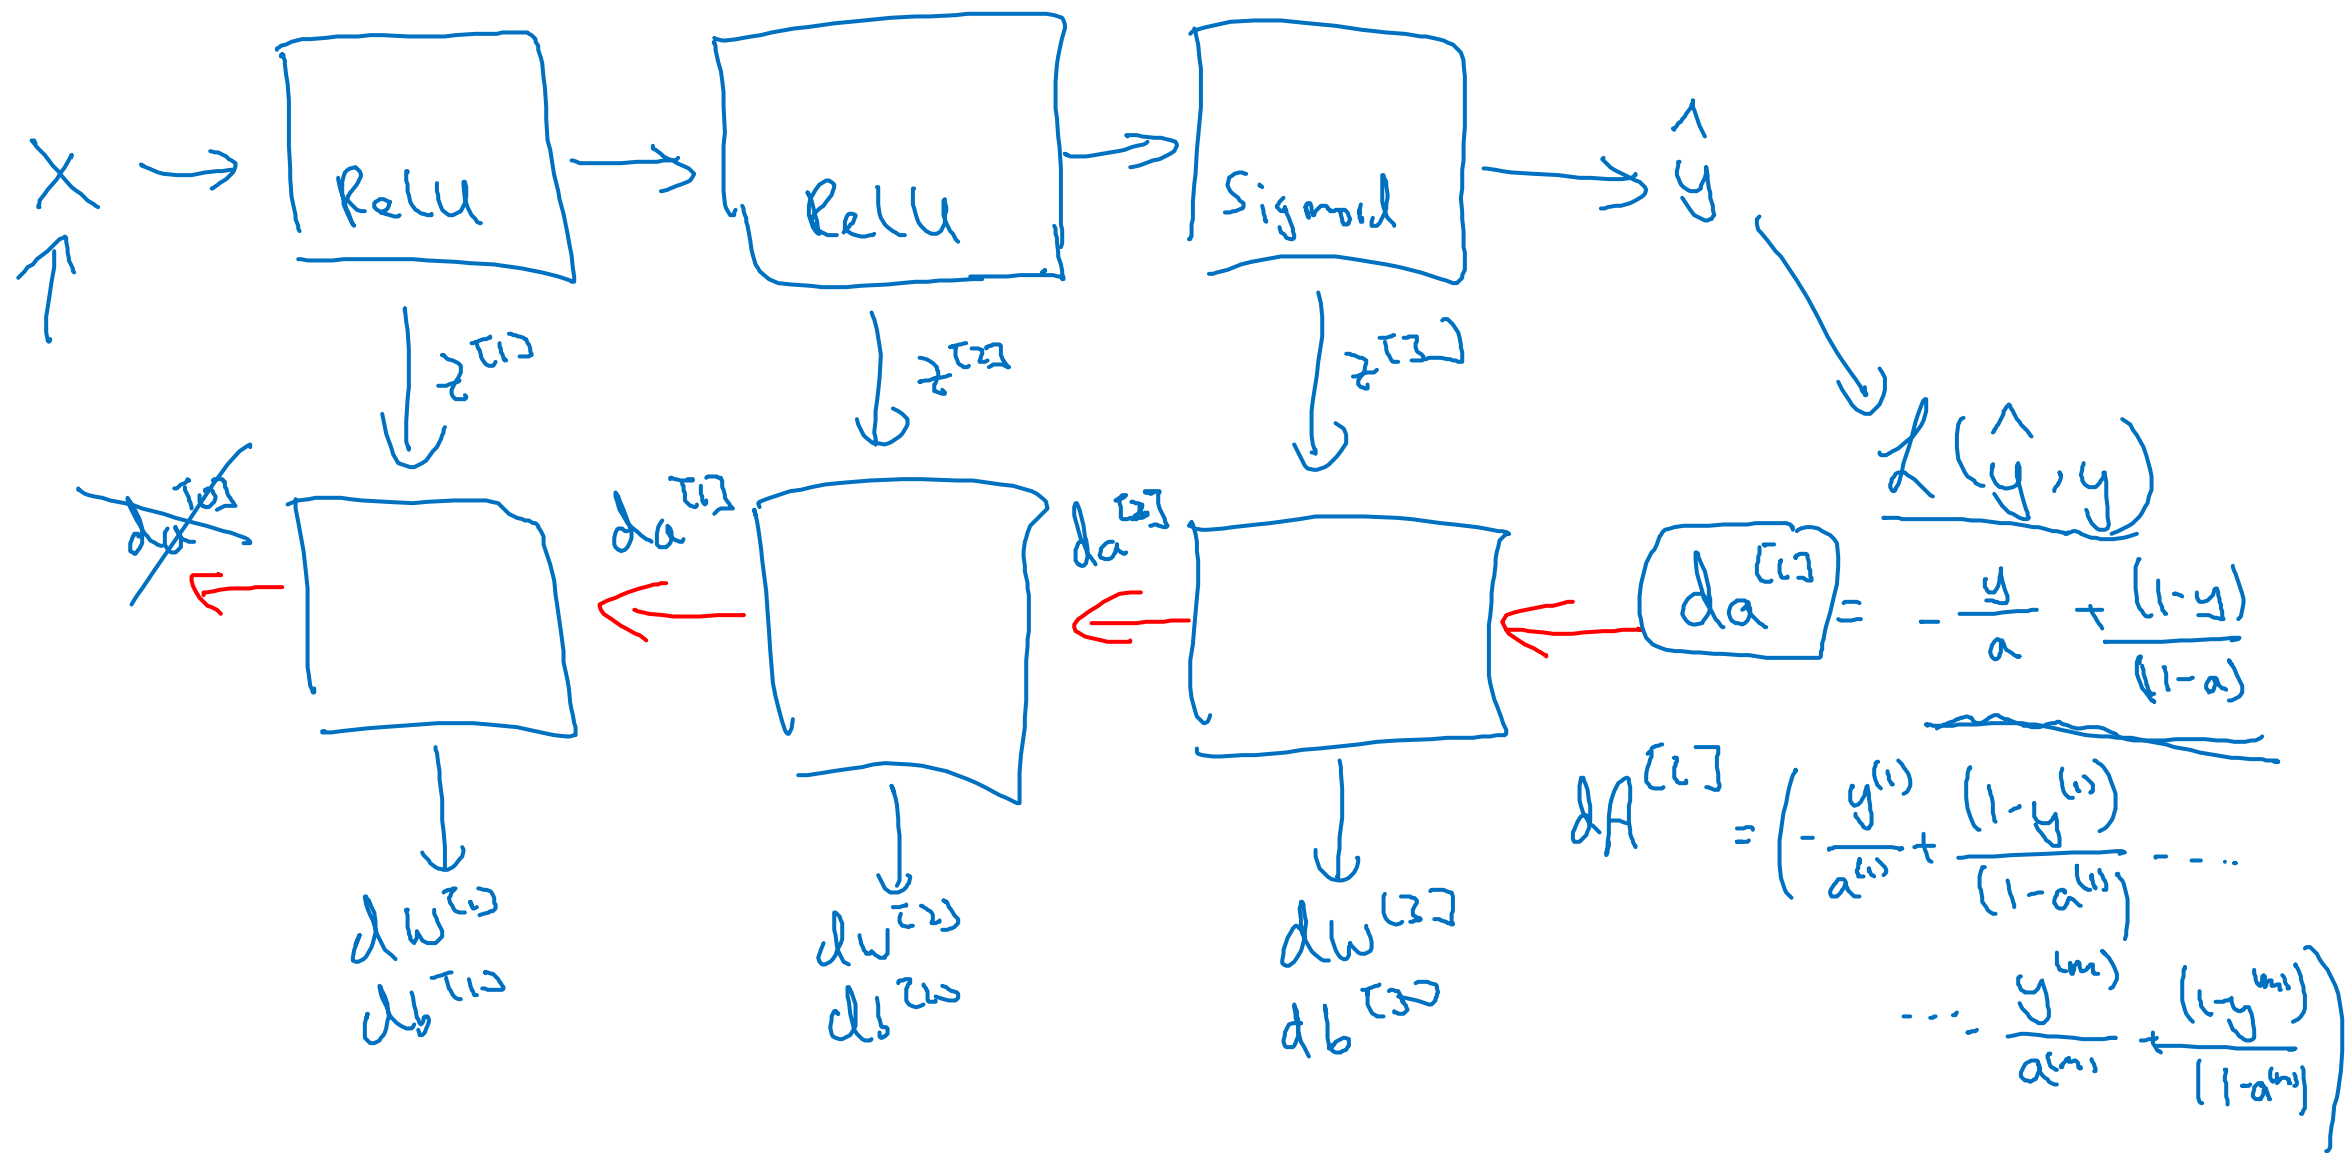 X → ReLU → ReLU → Sigmoid → ŷ
z^[1] z^[2] z^[3]
L(ŷ, y)
da^[0] da^[1] da^[2] da^[l] = - y/a + (1-y)/(1-a)
dA^[l] = ( - y^(1)/a^(1) + (1-y^(1))/(1-a^(1)) ....
.... - y^(m)/a^(m) + (1-y^(m))/(1-a^(m)) )
dw^[1] dw^[2] dw^[3]
db^[1] db^[2] db^[3]